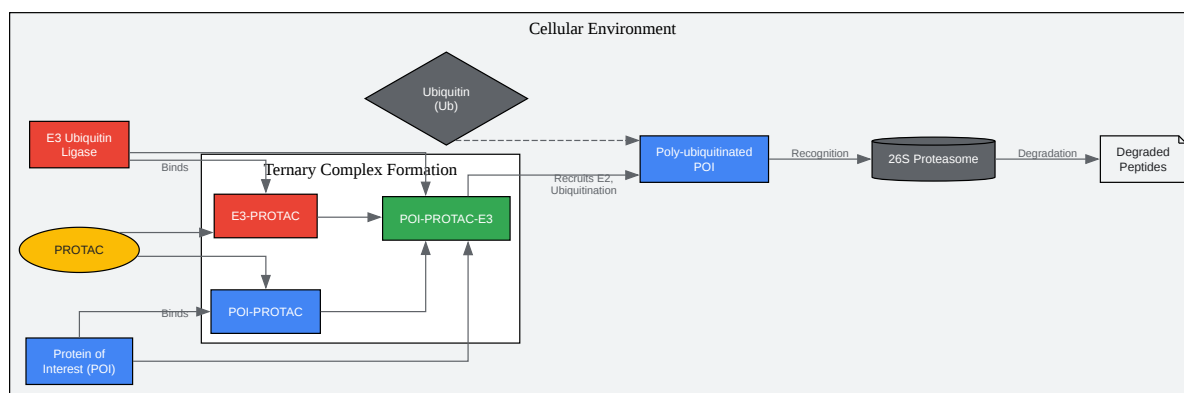 Cellular Environment
Ubiquitin
(Ub)
E3 Ubiquitin
Ligase
Binds
Ternary Complex Formation
E3-PROTAC
POI-PROTAC-E3
Recruits E2,
Ubiquitination
Poly-ubiquitinated
POI
Recognition
26S Proteasome
Degradation
Degraded
Peptides
PROTAC
POI-PROTAC
Binds
Protein of
Interest (POI)